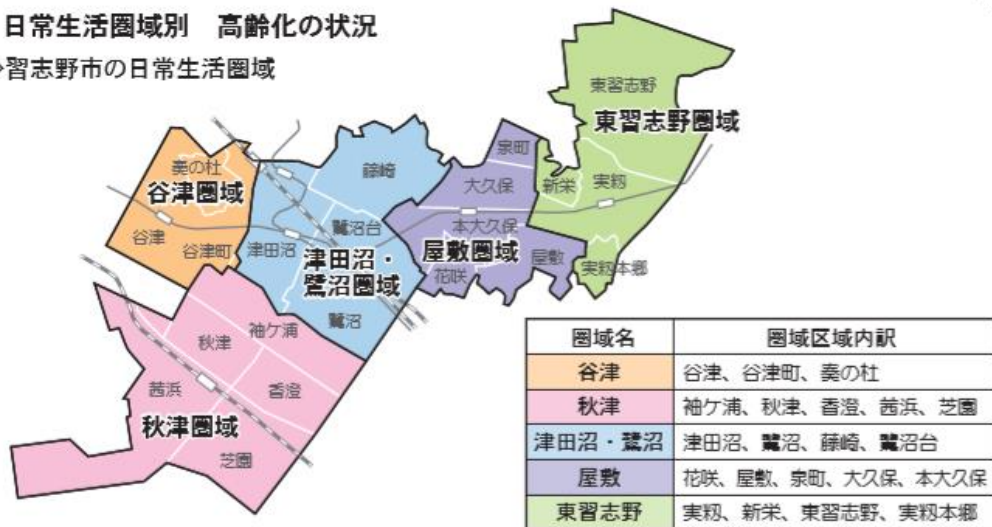 日常生活圏域別　高齢化の状況
習志野市の日常生活圏域
東習志野
東習志野圏域
泉町
藤崎
奏の杜
谷津圏域
大久保
新栄
実籾
鷺沼台
本大久保
谷津
谷津町
津田沼
津田沼・
鷺沼圏域
屋敷圏域
花咲
屋敷
実籾本郷
鷺沼
袖ケ浦
秋津
茜浜
香澄
秋津圏域
芝園
圏域名 圏域区域内訳
谷津 谷津、谷津町、奏の杜
秋津 袖ケ浦、秋津、香澄、茜浜、芝園
津田沼・鷺沼 津田沼、鷺沼、藤崎、鷺沼台
屋敷 花咲、屋敷、泉町、大久保、本大久保
東習志野 実籾、新栄、東習志野、実籾本郷